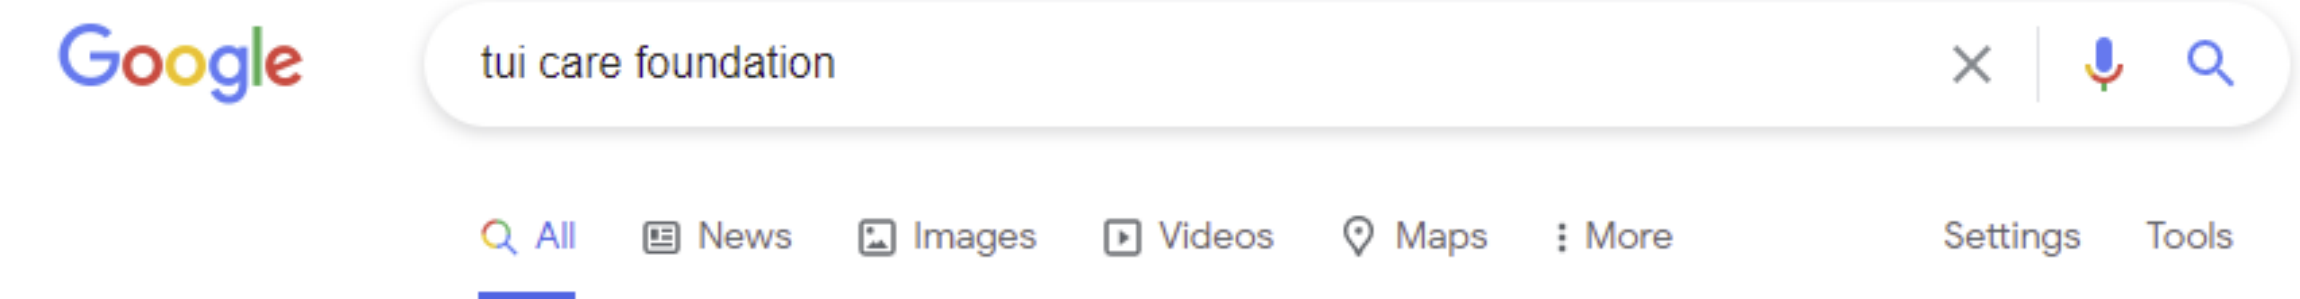 Google tui care foundation
All News Images Videos Maps More Settings Tools